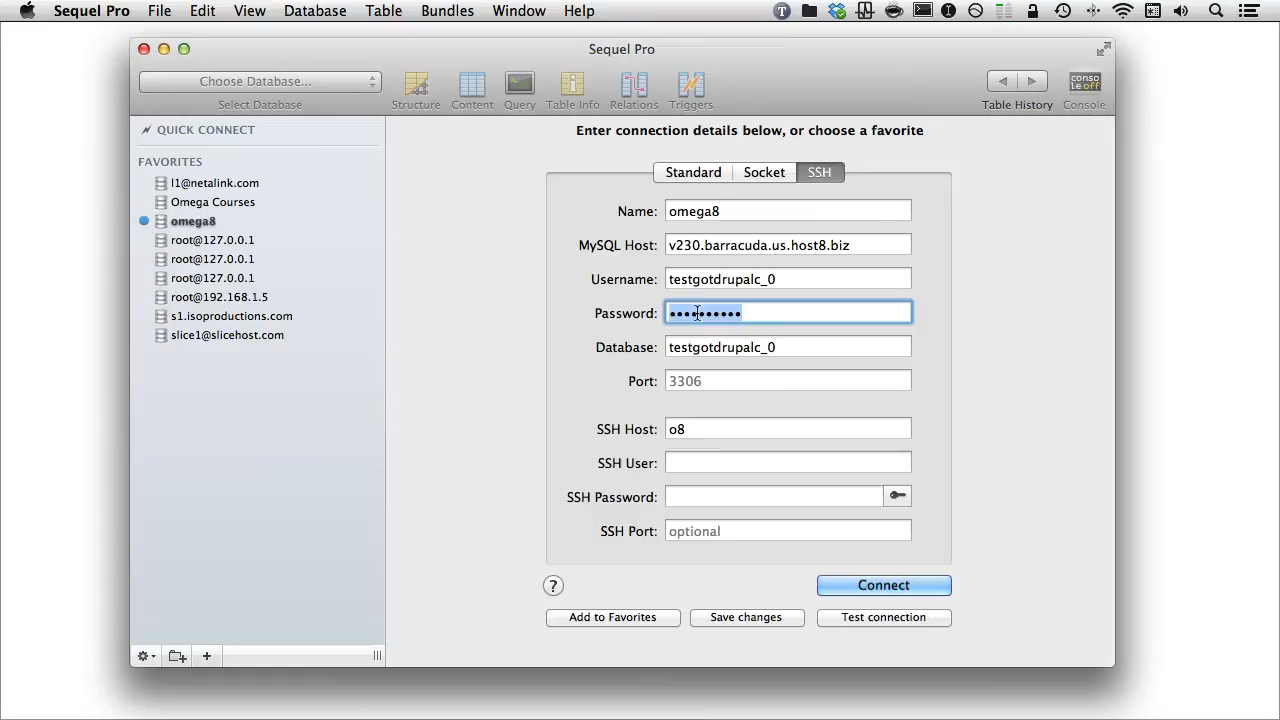 Sequel Pro File Edit View Database Table Bundles Window Help
Sequel Pro
Choose Database...
Select Database
Structure Content Query Table Info Relations Triggers
Table History
conso
le off
Console
QUICK CONNECT
FAVORITES
l1@netalink.com
Omega Courses
omega8
root@127.0.0.1
root@127.0.0.1
root@127.0.0.1
root@192.168.1.5
s1.isoproductions.com
slice1@slicehost.com
Enter connection details below, or choose a favorite
Standard Socket SSH
Name: omega8
MySQL Host: v230.barracuda.us.host8.biz
Username: testgotdrupalc_0
Password: ••••••••••
Database: testgotdrupalc_0
Port: 3306
SSH Host: o8
SSH User:
SSH Password:
SSH Port: optional
? Connect
Add to Favorites Save changes Test connection